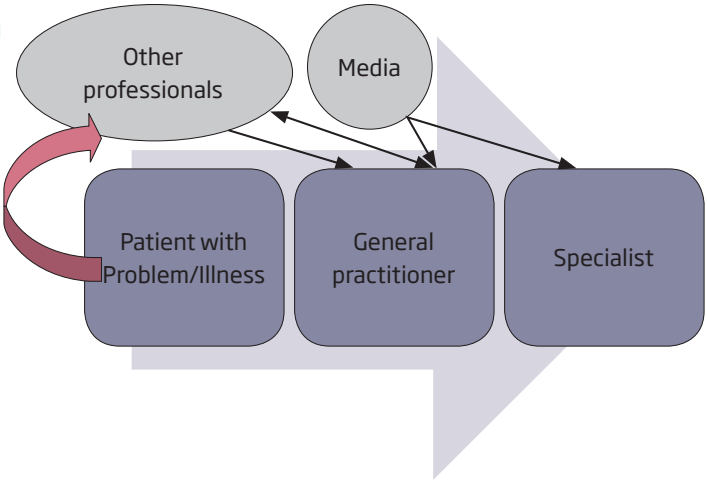 Other
professionals
Media
Patient with
Problem/Illness
General
practitioner
Specialist